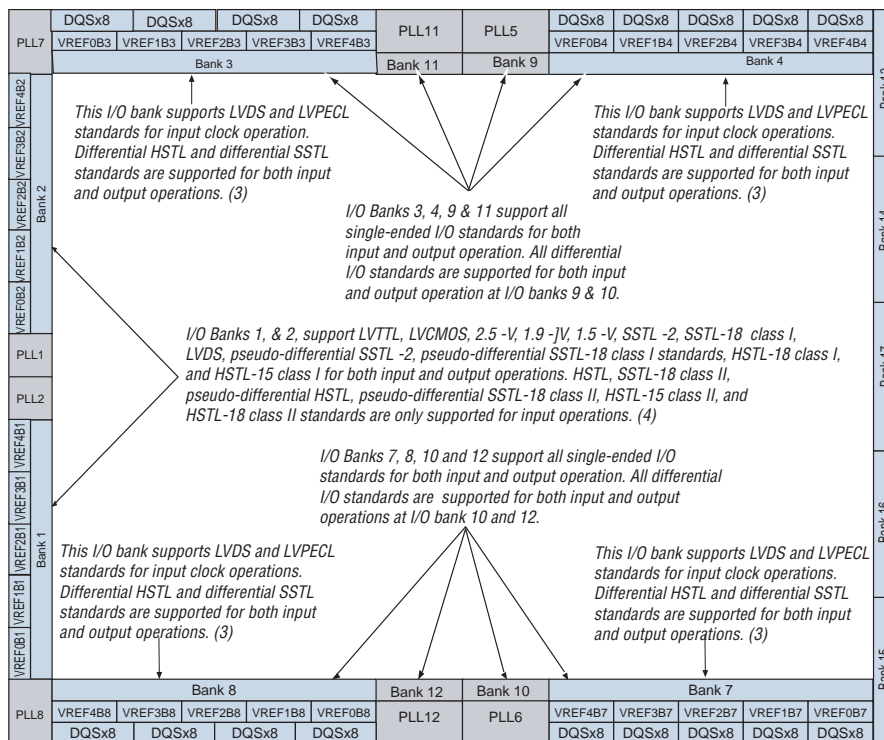 DQSx8 DQSx8 DQSx8 DQSx8
PLL7
VREF0B3 VREF1B3 VREF2B3 VREF3B3 VREF4B3
Bank 3
PLL11 PLL5
Bank 11 Bank 9
DQSx8 DQSx8 DQSx8 DQSx8 DQSx8
VREF0B4 VREF1B4 VREF2B4 VREF3B4 VREF4B4
Bank 4
VREF4B2
VREF3B2
VREF2B2
VREF1B2
VREF0B2
Bank 2
This I/O bank supports LVDS and LVPECL
standards for input clock operation.
Differential HSTL and differential SSTL
standards are supported for both input
and output operations. (3)
This I/O bank supports LVDS and LVPECL
standards for input clock operations.
Differential HSTL and differential SSTL
standards are supported for both input
and output operations. (3)
I/O Banks 3, 4, 9 & 11 support all
single-ended I/O standards for both
input and output operation. All differential
I/O standards are supported for both input
and output operation at I/O banks 9 & 10.
PLL1
PLL2
I/O Banks 1, & 2, support LVTTL, LVCMOS, 2.5 -V, 1.9 -]V, 1.5 -V, SSTL -2, SSTL-18 class I,
LVDS, pseudo-differential SSTL -2, pseudo-differential SSTL-18 class I standards, HSTL-18 class I,
and HSTL-15 class I for both input and output operations. HSTL, SSTL-18 class II,
pseudo-differential HSTL, pseudo-differential SSTL-18 class II, HSTL-15 class II, and
HSTL-18 class II standards are only supported for input operations. (4)
VREF4B1
VREF3B1
VREF2B1
VREF1B1
VREF0B1
Bank 1
I/O Banks 7, 8, 10 and 12 support all single-ended I/O
standards for both input and output operation. All differential
I/O standards are supported for both input and output
operations at I/O bank 10 and 12.
This I/O bank supports LVDS and LVPECL
standards for input clock operations.
Differential HSTL and differential SSTL
standards are supported for both input
and output operations. (3)
This I/O bank supports LVDS and LVPECL
standards for input clock operations.
Differential HSTL and differential SSTL
standards are supported for both input
and output operations. (3)
Bank
Bank 14
Bank 17
Bank 16
Bank 15
PLL8
Bank 8
VREF4B8 VREF3B8 VREF2B8 VREF1B8 VREF0B8
DQSx8 DQSx8 DQSx8 DQSx8
Bank 12 Bank 10
PLL12 PLL6
Bank 7
VREF4B7 VREF3B7 VREF2B7 VREF1B7 VREF0B7
DQSx8 DQSx8 DQSx8 DQSx8 DQSx8